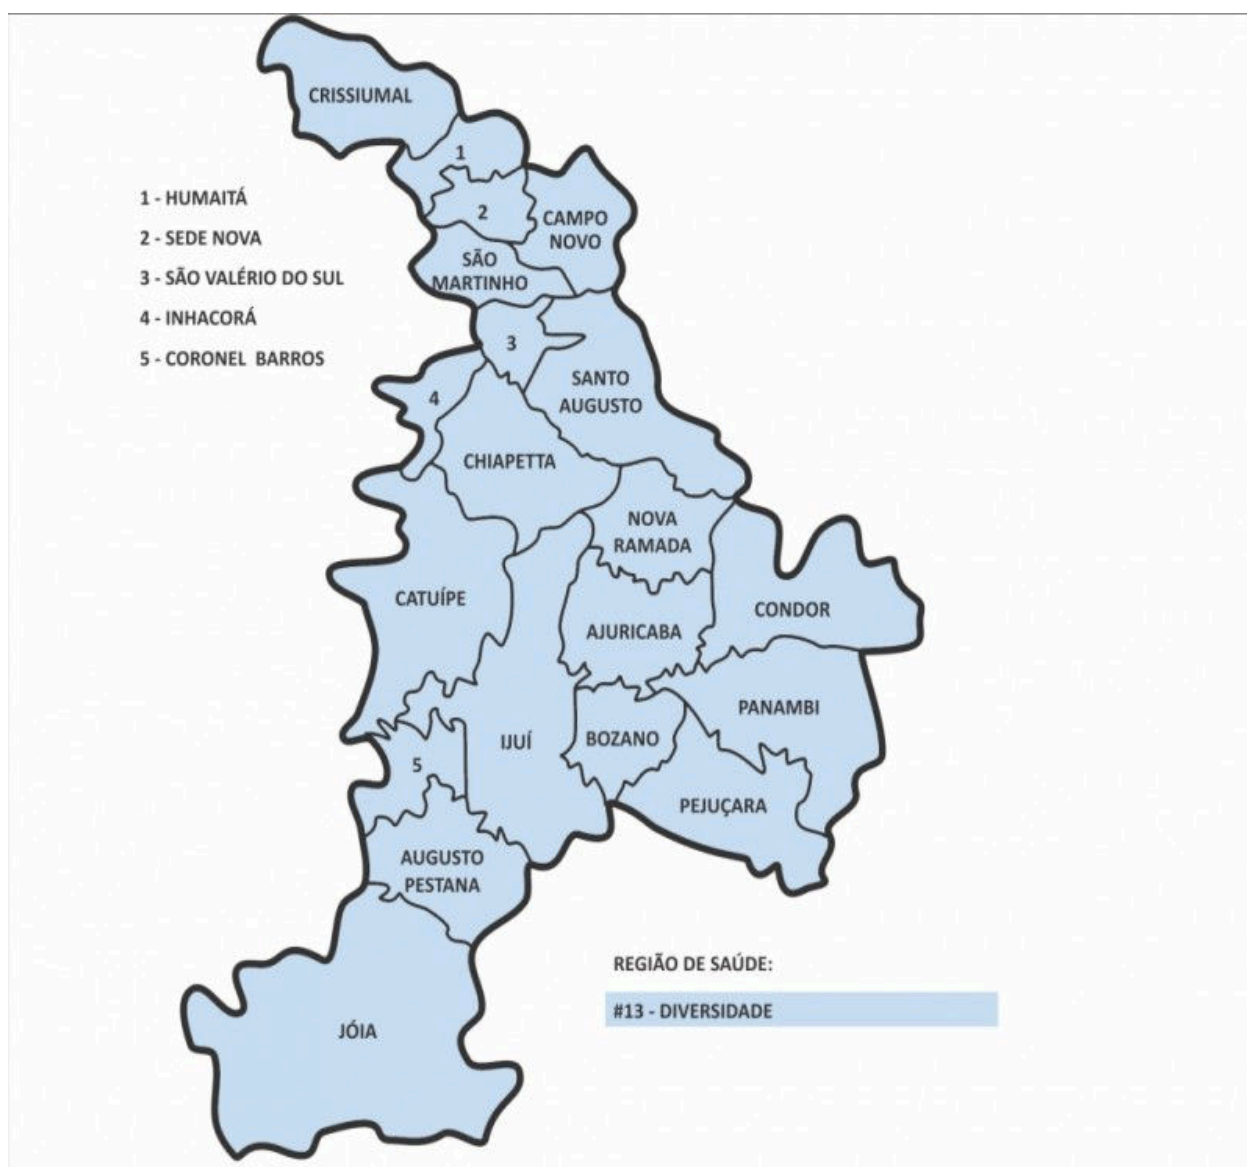 CRISSIUMAL
1
1 - HUMAITÁ
2 - SEDE NOVA
3 - SÃO VALÉRIO DO SUL
4 - INHACORÁ
5 - CORONEL BARROS
2
CAMPO
NOVO
SÃO
MARTINHO
3
SANTO
AUGUSTO
4
CHIAPETTA
NOVA
RAMADA
CATUÍPE
CONDOR
AJURICABA
PANAMBI
IJUÍ
BOZANO
5
PEJUÇARA
AUGUSTO
PESTANA
REGIÃO DE SAÚDE:
#13 - DIVERSIDADE
JÓIA